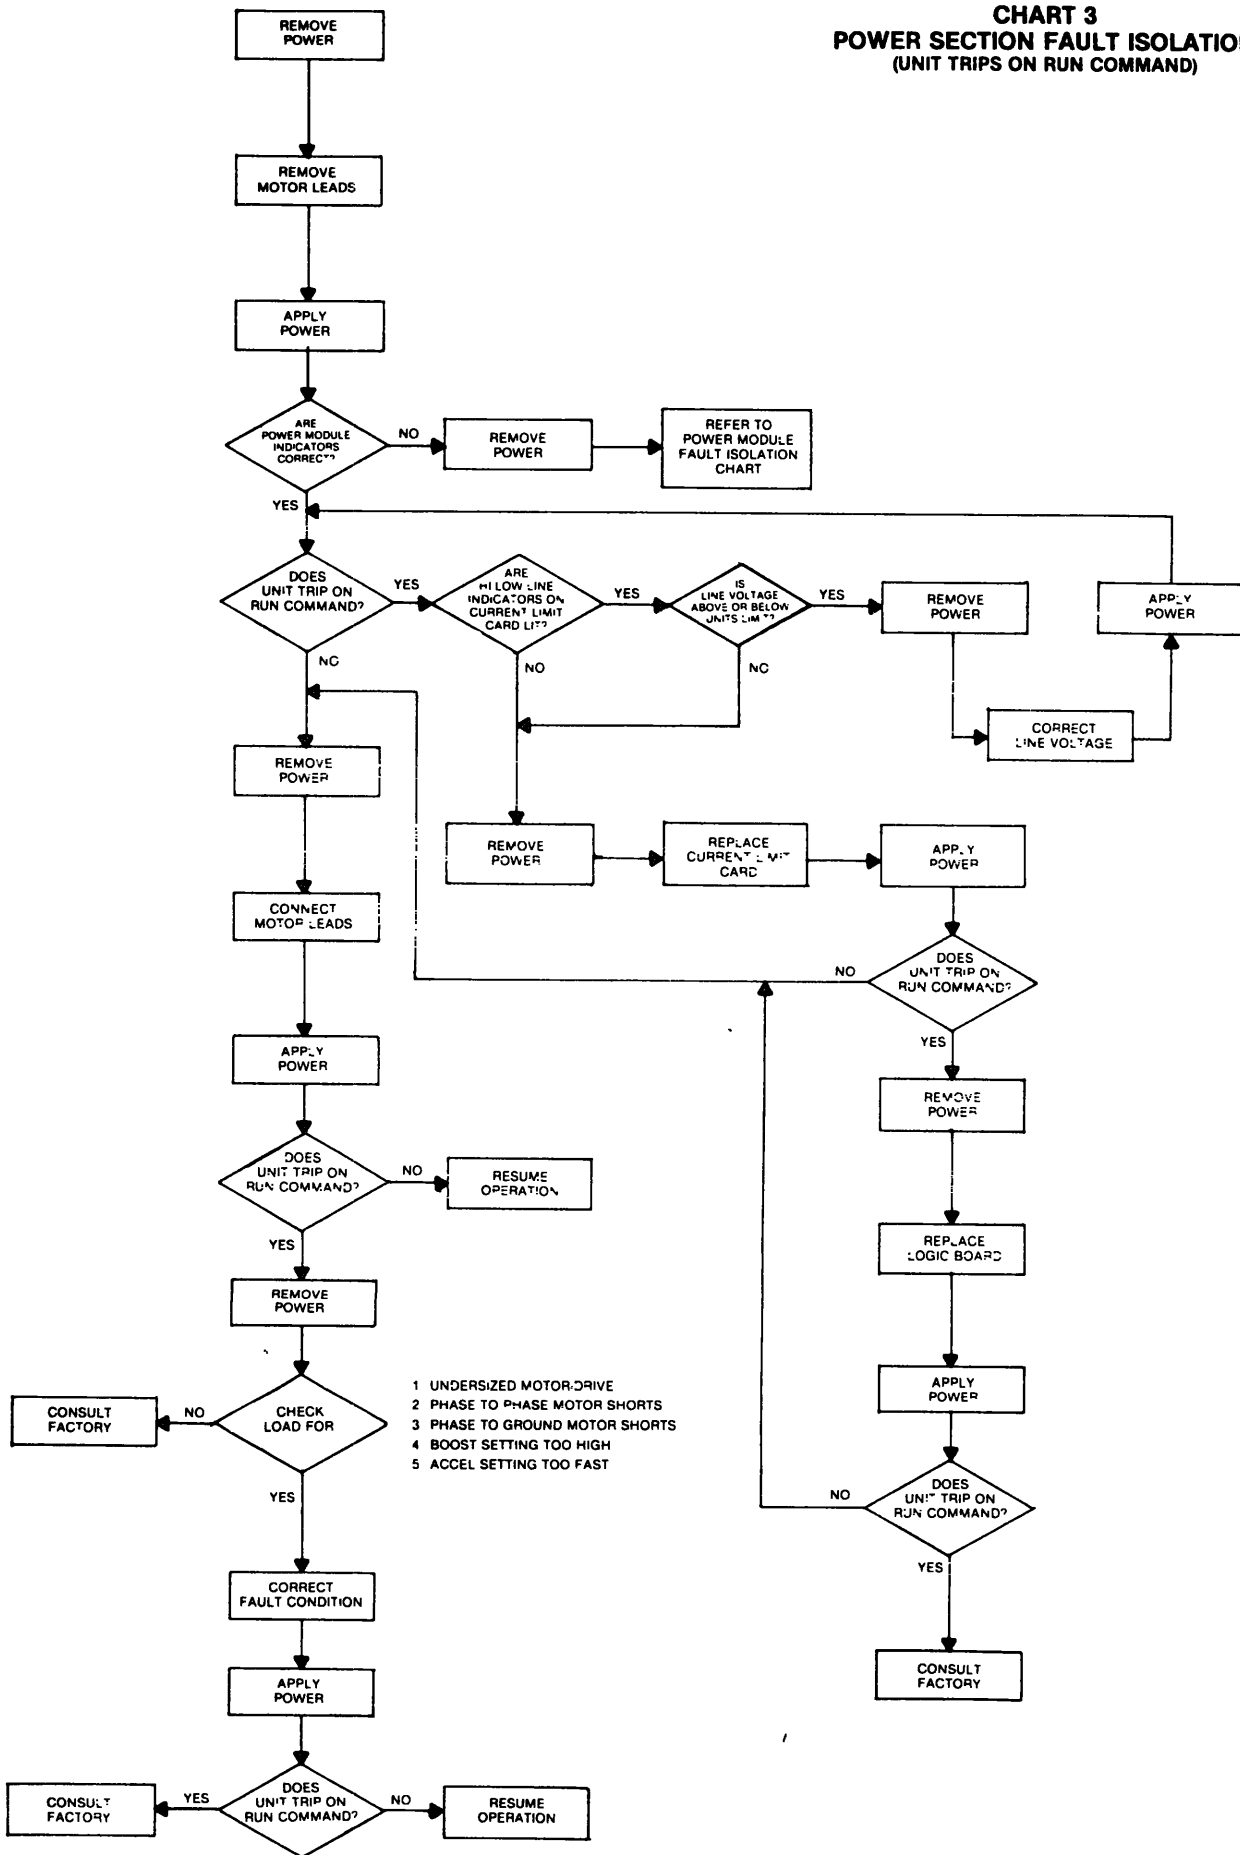 CHART 3
POWER SECTION FAULT ISOLATIO
(UNIT TRIPS ON RUN COMMAND)
REMOVE
POWER
REMOVE
MOTOR LEADS
APPLY
POWER
ARE
POWER MODULE
INDICATORS
CORRECT?
NO
REMOVE
POWER
REFER TO
POWER MODULE
FAULT ISOLATION
CHART
YES
DOES
UNIT TRIP ON
RUN COMMAND?
YES
ARE
HI LOW LINE
INDICATORS ON
CURRENT LIMIT
CARD LIT?
YES
IS
LINE VOLTAGE
ABOVE OR BELOW
UNITS LIMIT?
YES
REMOVE
POWER
APPLY
POWER
NO
NO
NO
CORRECT
LINE VOLTAGE
REMOVE
POWER
REMOVE
POWER
REPLACE
CURRENT LIMIT
CARD
APPLY
POWER
CONNECT
MOTOR LEADS
NO
DOES
UNIT TRIP ON
RUN COMMAND?
YES
APPLY
POWER
REMOVE
POWER
DOES
UNIT TRIP ON
RUN COMMAND?
NO
RESUME
OPERATION
YES
REPLACE
LOGIC BOARD
REMOVE
POWER
APPLY
POWER
CONSULT
FACTORY
NO
CHECK
LOAD FOR
1 UNDERSIZED MOTOR/DRIVE
2 PHASE TO PHASE MOTOR SHORTS
3 PHASE TO GROUND MOTOR SHORTS
4 BOOST SETTING TOO HIGH
5 ACCEL SETTING TOO FAST
YES
NO
DOES
UNIT TRIP ON
RUN COMMAND?
YES
CORRECT
FAULT CONDITION
CONSULT
FACTORY
APPLY
POWER
CONSULT
FACTORY
YES
DOES
UNIT TRIP ON
RUN COMMAND?
NO
RESUME
OPERATION